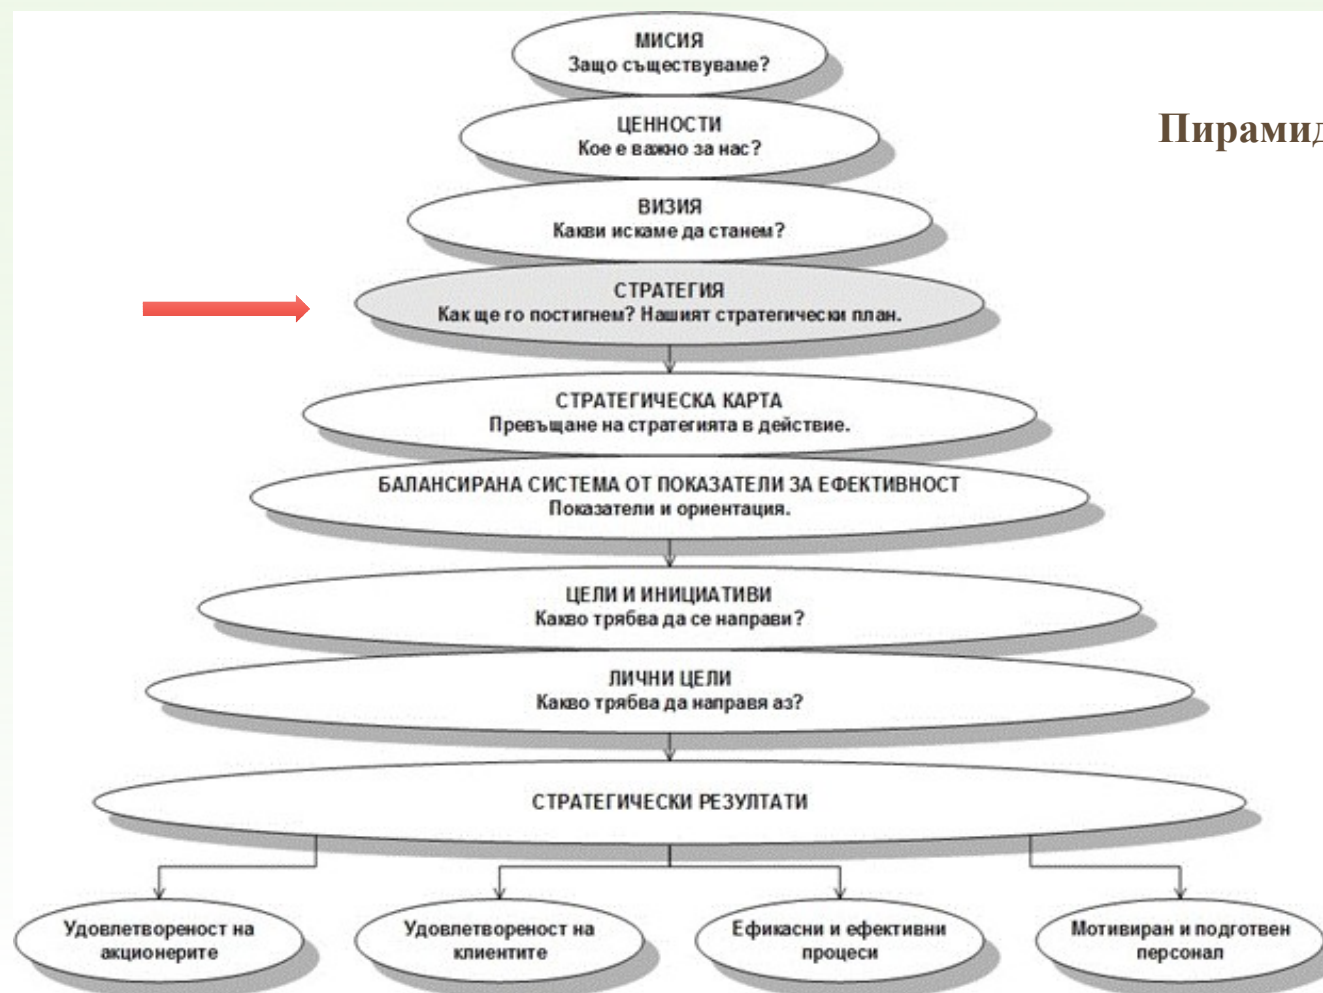 МИСИЯ
Защо съществуваме?
ЦЕННОСТИ
Кое е важно за нас?
Пирамид
ВИЗИЯ
Какви искаме да станем?
СТРАТЕГИЯ
Как ще го постигнем? Нашият стратегически план.
СТРАТЕГИЧЕСКА КАРТА
Превъщане на стратегията в действие.
БАЛАНСИРАНА СИСТЕМА ОТ ПОКАЗАТЕЛИ ЗА ЕФЕКТИВНОСТ
Показатели и ориентация.
ЦЕЛИ И ИНИЦИАТИВИ
Какво трябва да се направи?
ЛИЧНИ ЦЕЛИ
Какво трябва да направя аз?
СТРАТЕГИЧЕСКИ РЕЗУЛТАТИ
Удовлетвореност на
акционерите
Удовлетвореност на
клиентите
Ефикасни и ефективни
процеси
Мотивиран и подготвен
персонал